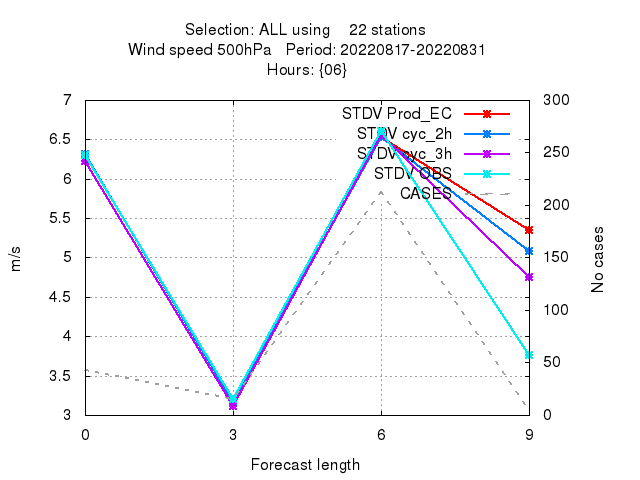 Selection: ALL using    22 stations
Wind speed 500hPa   Period: 20220817-20220831
Hours: {06}
7
6.5
6
5.5
5
4.5
4
3.5
3
m/s
300
250
200
150
100
50
0
No cases
STDV Prod_EC
STDV cyc_2h
STDV cyc_3h
STDV OBS
CASES
0 3 6 9
Forecast length